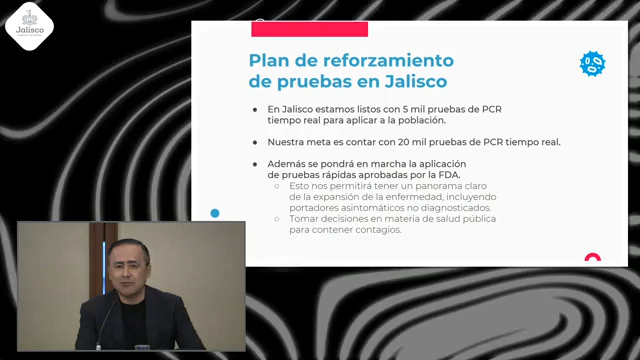 Jalisco
Plan de reforzamiento
de pruebas en Jalisco
● En Jalisco estamos listos con 5 mil pruebas de PCR
tiempo real para aplicar a la población.
● Nuestra meta es contar con 20 mil pruebas de PCR tiempo real.
● Además se pondrá en marcha la aplicación
de pruebas rápidas aprobadas por la FDA.
○ Esto nos permitirá tener un panorama claro
de la expansión de la enfermedad, incluyendo
portadores asintomáticos no diagnosticados.
○ Tomar decisiones en materia de salud pública
para contener contagios.